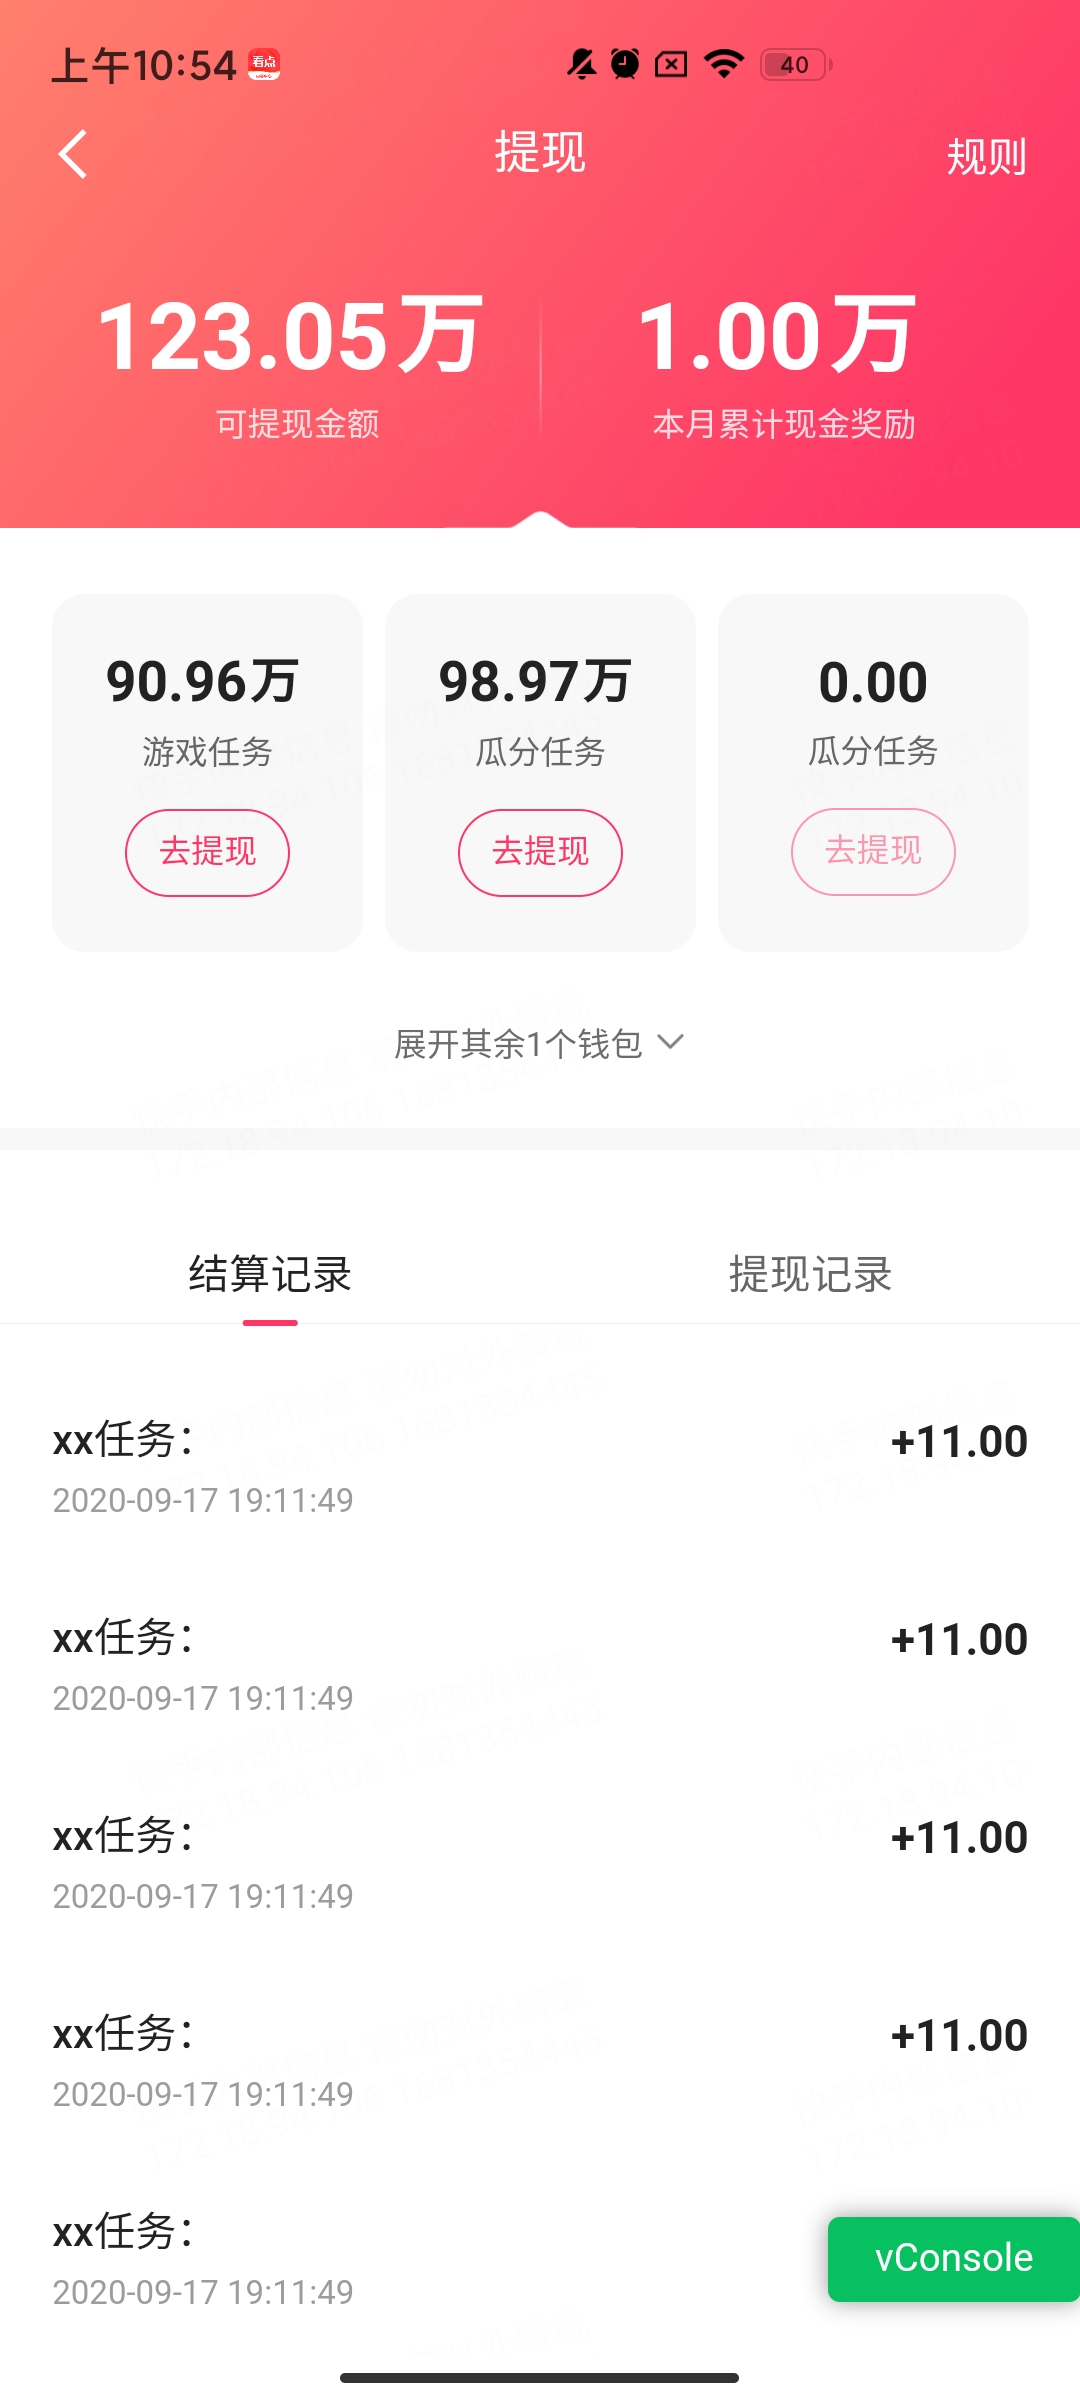 上午10:54
看点
40
提现
规则
123.05万
1.00万
可提现金额
本月累计现金奖励
90.96万
98.97万
0.00
游戏任务
瓜分任务
瓜分任务
去提现
去提现
去提现
展开其余1个钱包
结算记录
提现记录
xx任务：
+11.00
2020-09-17 19:11:49
xx任务：
+11.00
2020-09-17 19:11:49
xx任务：
+11.00
2020-09-17 19:11:49
xx任务：
+11.00
2020-09-17 19:11:49
xx任务：
2020-09-17 19:11:49
vConsole